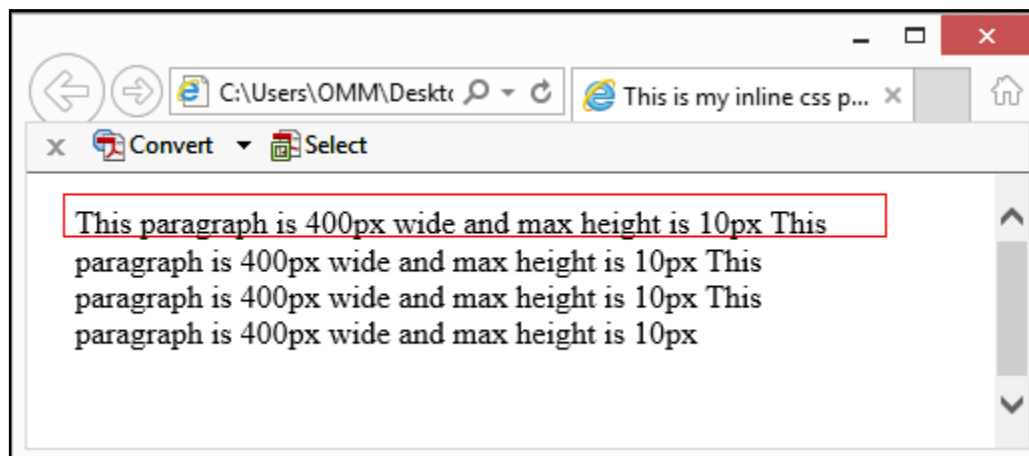 C:\Users\OMM\Deskto
This is my inline css p...
Convert
Select
This paragraph is 400px wide and max height is 10px This
paragraph is 400px wide and max height is 10px This
paragraph is 400px wide and max height is 10px This
paragraph is 400px wide and max height is 10px